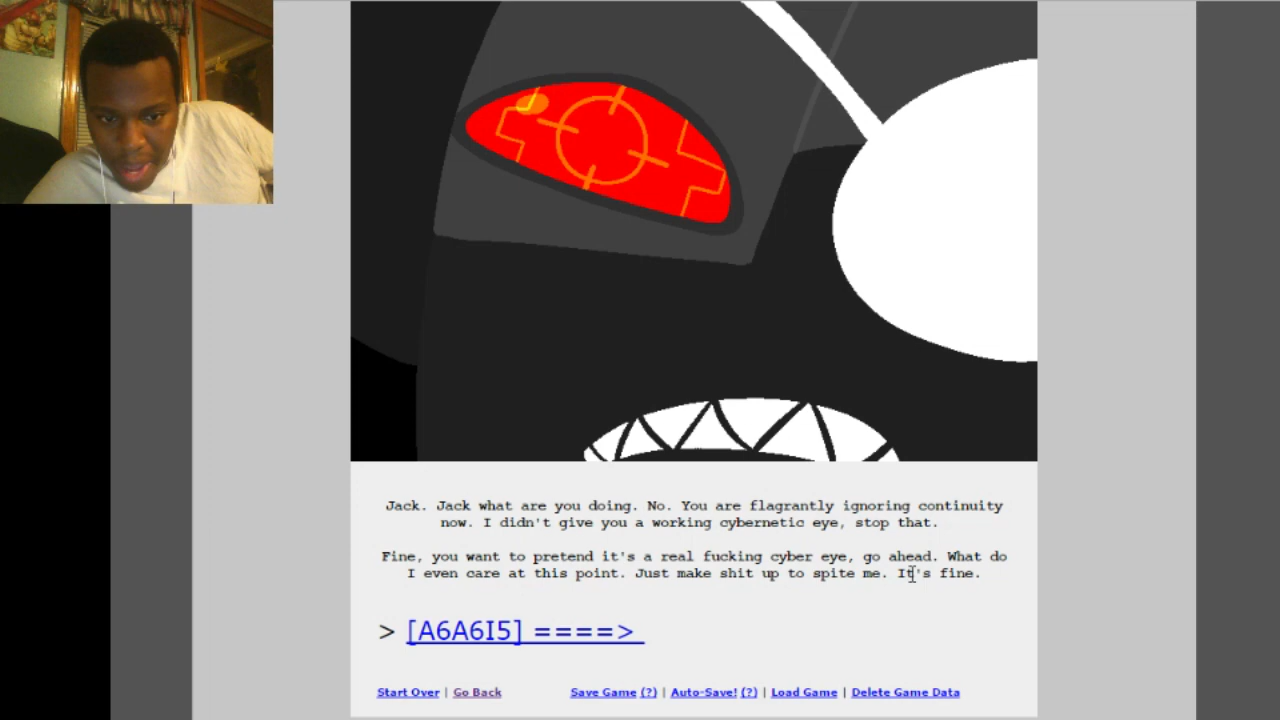 Jack. Jack what are you doing. No. You are flagrantly ignoring continuity
now. I didn't give you a working cybernetic eye, stop that.
Fine, you want to pretend it's a real fucking cyber eye, go ahead. What do
I even care at this point. Just make shit up to spite me. It's fine.
> [A6A6I5] ====>
Start Over | Go Back Save Game (?) | Auto-Save! (?) | Load Game | Delete Game Data